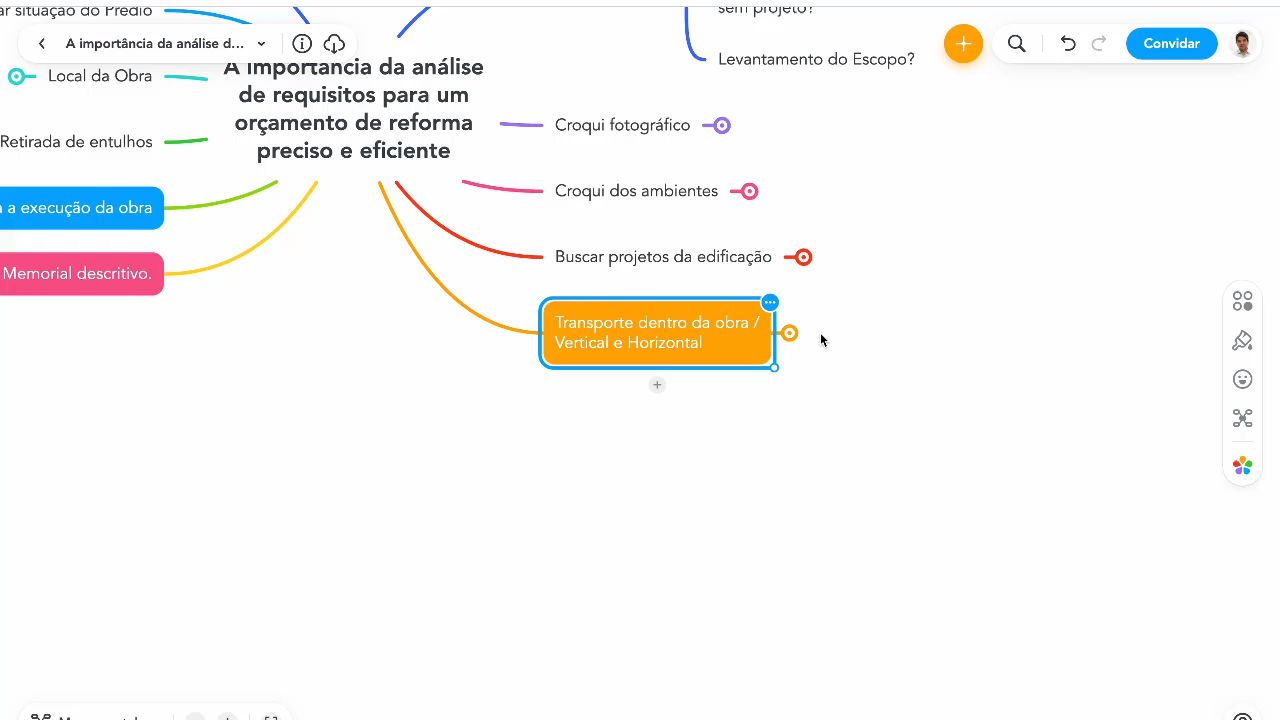 ar situação do Prédio
sem projeto?
A importância da análise d...
Convidar
Levantamento do Escopo?
Local da Obra
A importância da análise
de requisitos para um
orçamento de reforma
preciso e eficiente
Croqui fotográfico
Retirada de entulhos
Croqui dos ambientes
a execução da obra
Buscar projetos da edificação
Memorial descritivo.
Transporte dentro da obra /
Vertical e Horizontal